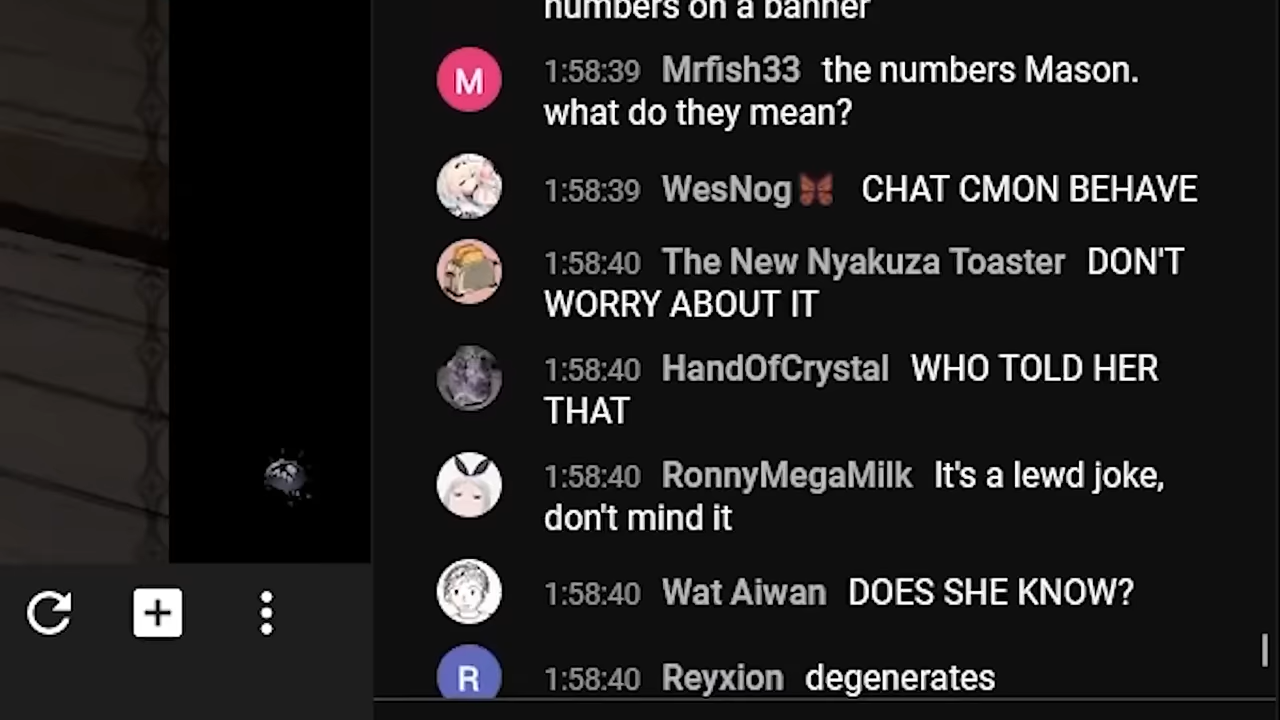 numbers on a banner
M
1:58:39 Mrfish33 the numbers Mason.
what do they mean?
1:58:39 WesNog CHAT CMON BEHAVE
1:58:40 The New Nyakuza Toaster DON'T
WORRY ABOUT IT
1:58:40 HandOfCrystal WHO TOLD HER
THAT
1:58:40 RonnyMegaMilk It's a lewd joke,
don't mind it
1:58:40 Wat Aiwan DOES SHE KNOW?
R
1:58:40 Reyxion degenerates